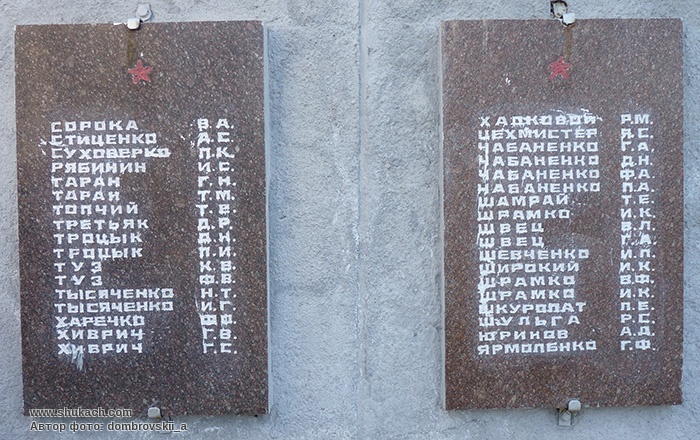 СОРОКА В.А.
СТИЦЕНКО А.С.
СУХОВЕРКО П.К.
РЯБИНИН И.С.
ТАРАН Г.Н.
ТАРАН Т.М.
ТОПЧИЙ Т.Е.
ТРЕТЬЯК Д.Р.
ТРОЦЫК Д.Н.
ТРОЦЫК П.И.
ТУЗ К.В.
ТУЗ Ф.В.
ТЫСЯЧЕНКО Н.Т.
ТЫСЯЧЕНКО И.Г.
ХАРЕЧКО
ХИВРИЧ Г.В.
ХИВРИЧ Г.С.
ХАДКОВОЙ Р.М.
ЦЕХМИСТЕР Я.С.
ЧАБАНЕНКО Г.А.
ЧАБАНЕНКО Д.Н.
ЧАБАНЕНКО Ф.А.
ЧАБАНЕНКО П.А.
ШАМРАЙ Т.Е.
ШРАМКО И.К.
ШВЕЦ В.Л.
ШВЕЦ Г.А.
ШЕВЧЕНКО И.П.
ШИРОКИЙ И.К.
ШРАМКО В.Ф.
ШРАМКО И.К.
ШКУРОПАТ П.Е.
ШУЛЬГА Р.С.
ЮРИНОВ А.Д.
ЯРМОЛЕНКО Г.Ф.
www.shukach.com
Автор фото: dombrovskii_a